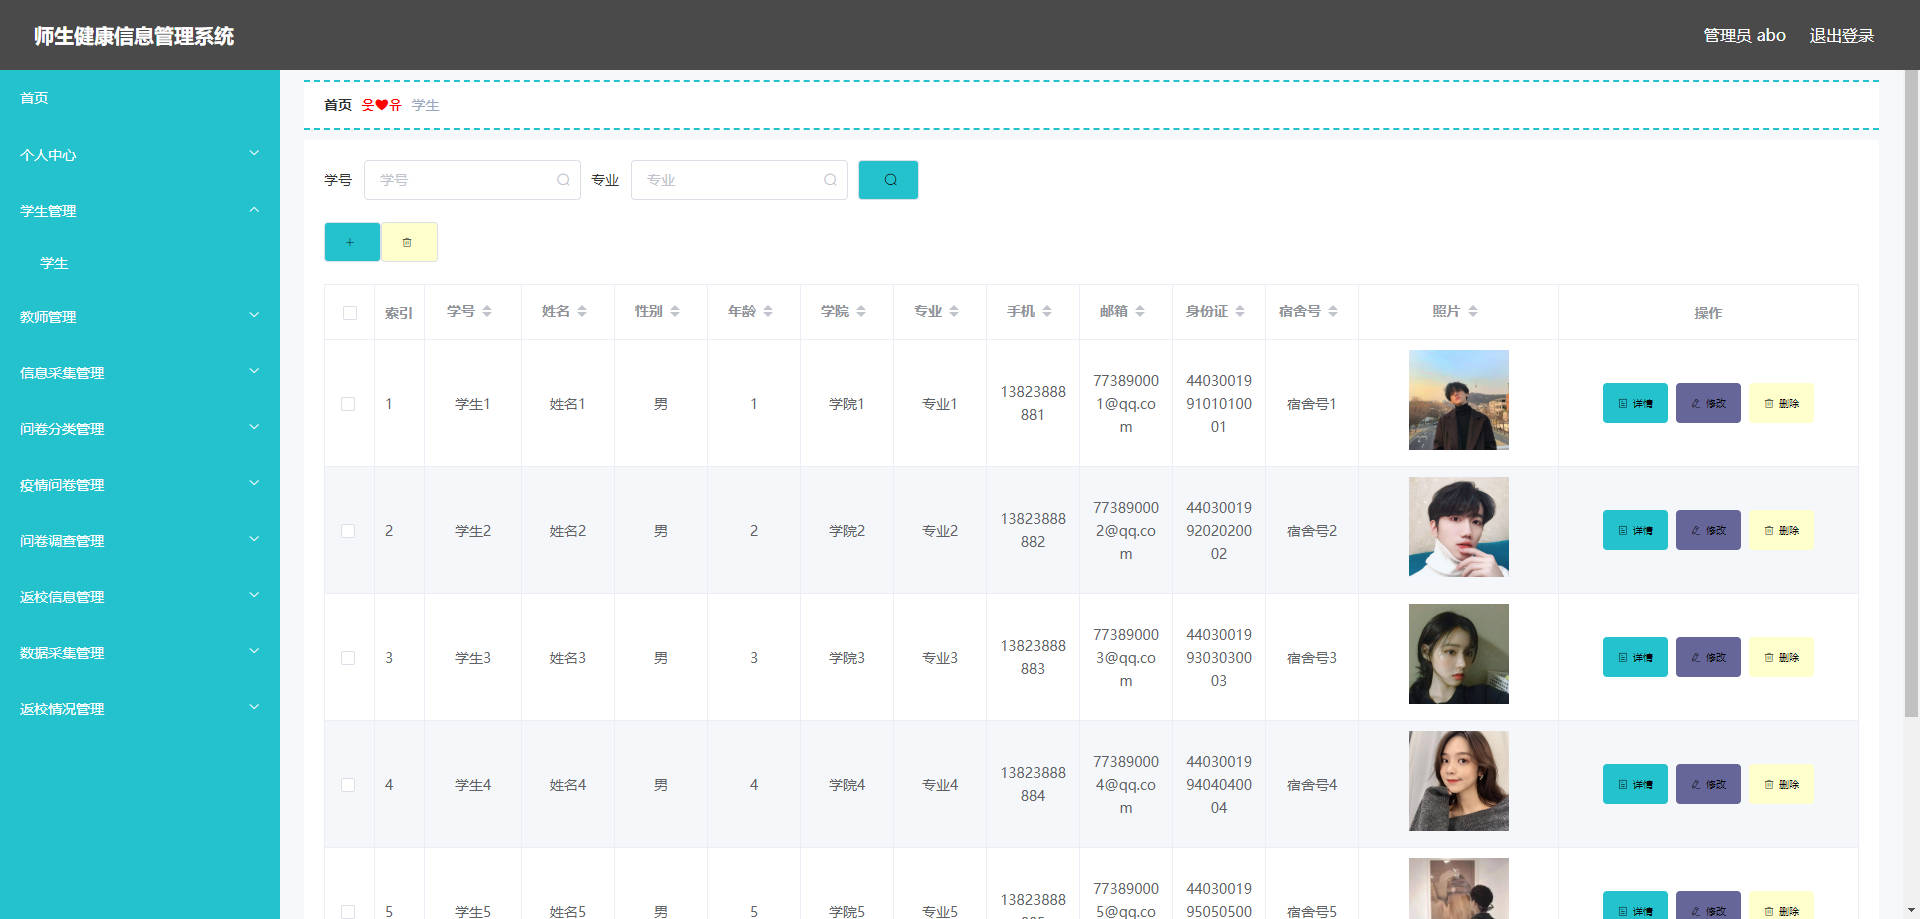 师生健康信息管理系统
管理员 abo 退出登录
首页
个人中心
学生管理
学生
教师管理
信息采集管理
问卷分类管理
疫情问卷管理
问卷调查管理
返校信息管理
数据采集管理
返校情况管理
首页 웃❤유 学生
学号 学号 专业 专业
索引 学号 姓名 性别 年龄 学院 专业 手机 邮箱 身份证 宿舍号 照片 操作
1 学生1 姓名1 男 1 学院1 专业1 13823888881 773890001@qq.com 440300199101010001 宿舍号1 详情 修改 删除
2 学生2 姓名2 男 2 学院2 专业2 13823888882 773890002@qq.com 440300199202020002 宿舍号2 详情 修改 删除
3 学生3 姓名3 男 3 学院3 专业3 13823888883 773890003@qq.com 440300199303030003 宿舍号3 详情 修改 删除
4 学生4 姓名4 男 4 学院4 专业4 13823888884 773890004@qq.com 440300199404040004 宿舍号4 详情 修改 删除
5 学生5 姓名5 男 5 学院5 专业5 13823888 773890005@qq.co 4403001995050500 宿舍号5 详情 修改 删除